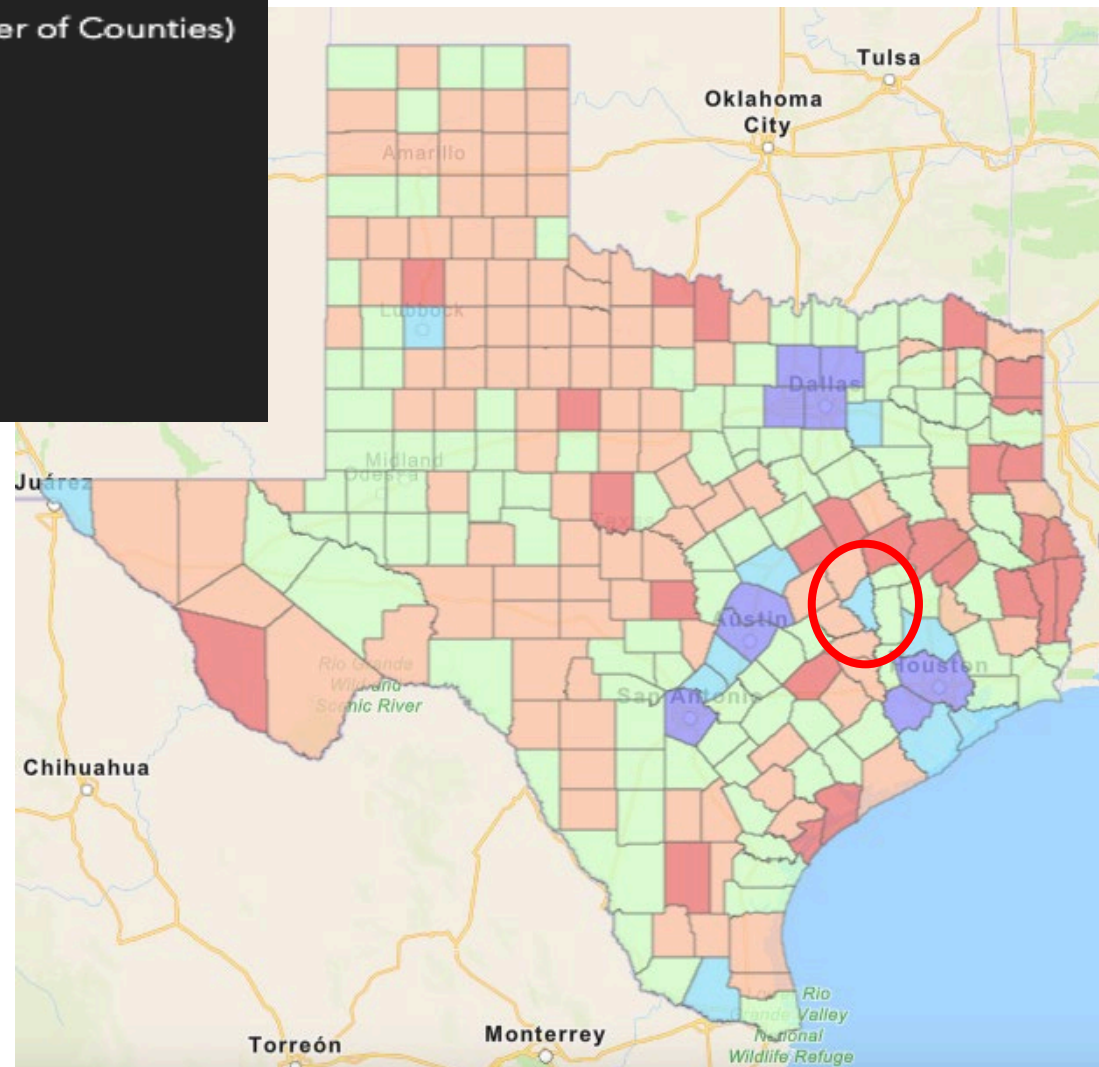 er of Counties)
Tulsa
Oklahoma
City
Amarillo
Lubbock
Dallas
Midland
Odessa
Juárez
Austin
Houston
San Antonio
Rio Grande
Wild and
Scenic River
Chihuahua
Rio
Grande Valley
National
Wildlife Refuge
Torreón
Monterrey